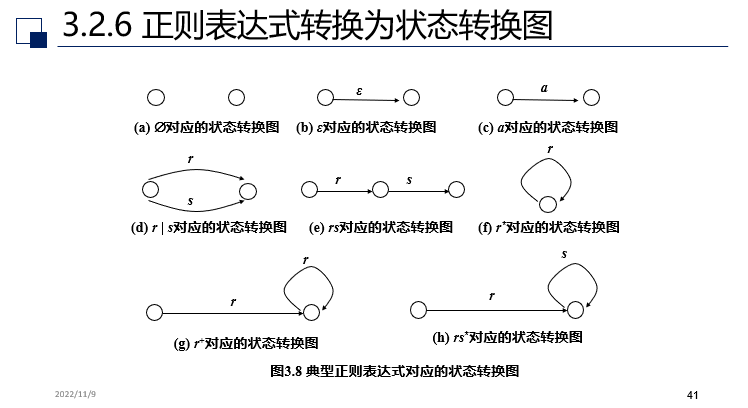 3.2.6 正则表达式转换为状态转换图
ε
a
(a) ∅对应的状态转换图
(b) ε对应的状态转换图
(c) a对应的状态转换图
r
s
r
s
r
(d) r | s对应的状态转换图
(e) rs对应的状态转换图
(f) r*对应的状态转换图
r
r
s
r
(g) r⁺对应的状态转换图
(h) rs*对应的状态转换图
图3.8 典型正则表达式对应的状态转换图
2022/11/9
41